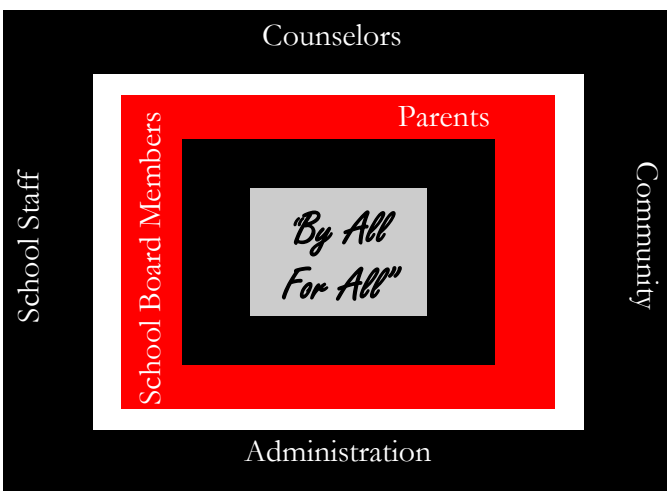 Counselors
Parents
School Staff
School Board Members
"By All
For All"
Community
Administration